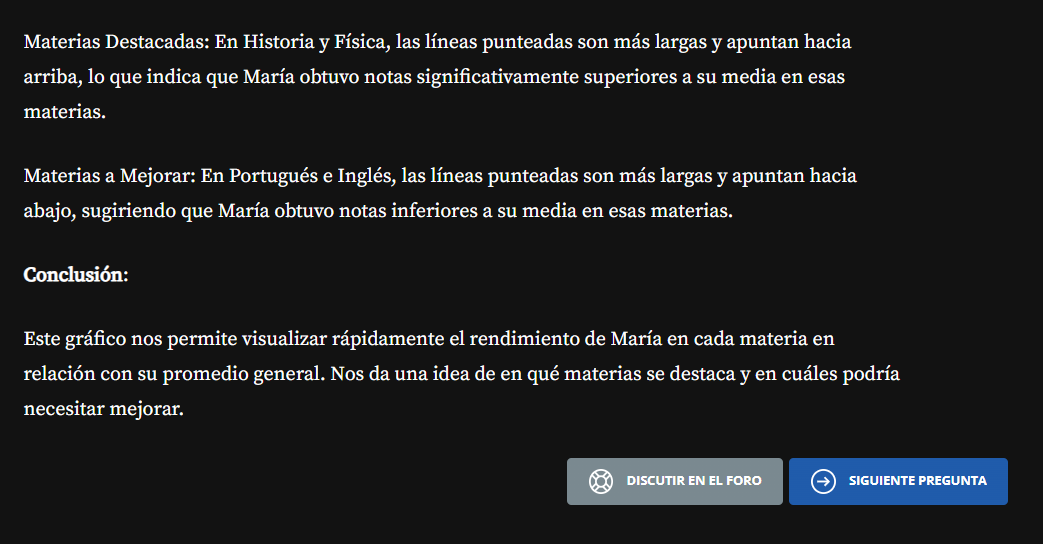 Materias Destacadas: En Historia y Física, las líneas punteadas son más largas y apuntan hacia
arriba, lo que indica que María obtuvo notas significativamente superiores a su media en esas
materias.
Materias a Mejorar: En Portugués e Inglés, las líneas punteadas son más largas y apuntan hacia
abajo, sugiriendo que María obtuvo notas inferiores a su media en esas materias.
Conclusión:
Este gráfico nos permite visualizar rápidamente el rendimiento de María en cada materia en
relación con su promedio general. Nos da una idea de en qué materias se destaca y en cuáles podría
necesitar mejorar.
DISCUTIR EN EL FORO
SIGUIENTE PREGUNTA